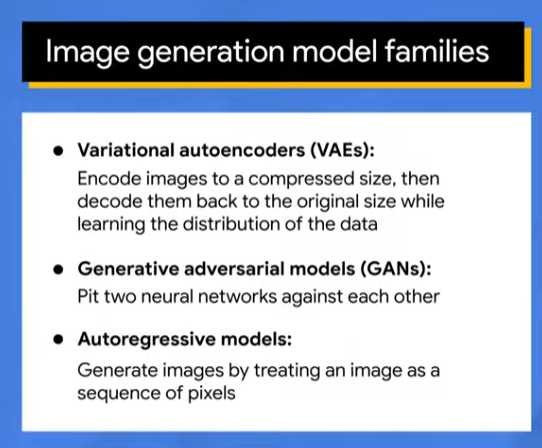 Image generation model families
● Variational autoencoders (VAEs):
Encode images to a compressed size, then
decode them back to the original size while
learning the distribution of the data
● Generative adversarial models (GANs):
Pit two neural networks against each other
● Autoregressive models:
Generate images by treating an image as a
sequence of pixels